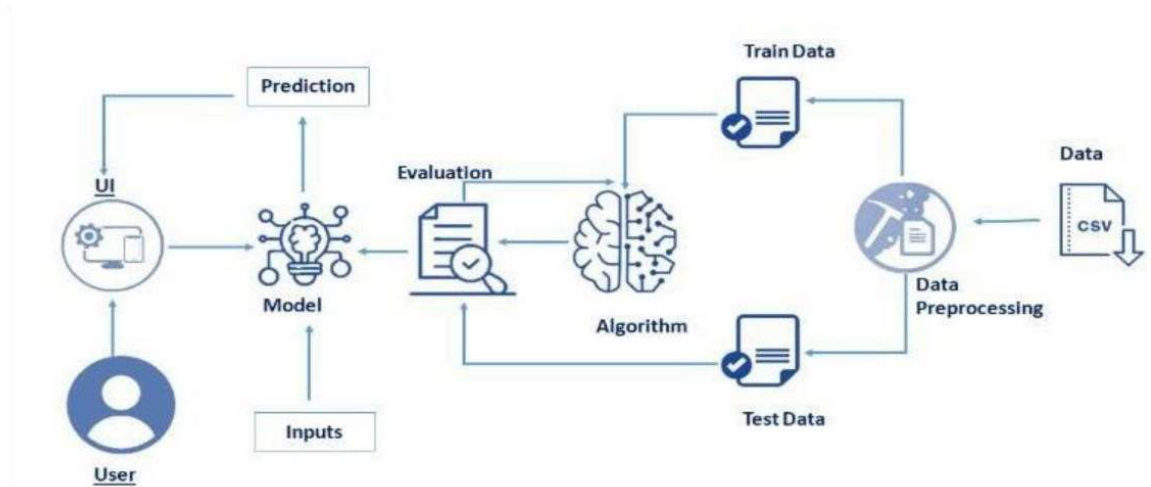 Train Data
Prediction
Data
Evaluation
UI
CSV
Model
Data
Preprocessing
Algorithm
Inputs
Test Data
User